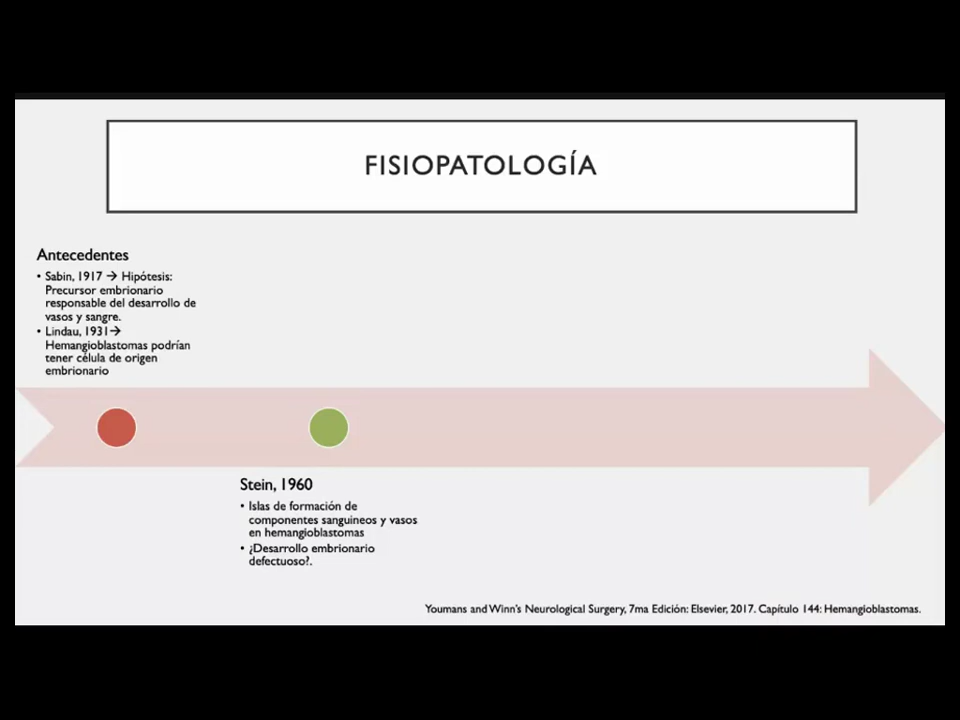 FISIOPATOLOGÍA
Antecedentes
• Sabin, 1917 → Hipótesis:
Precursor embrionario
responsable del desarrollo de
vasos y sangre.
• Lindau, 1931→
Hemangioblastomas podrían
tener célula de origen
embrionario
Stein, 1960
• Islas de formación de
componentes sanguineos y vasos
en hemangioblastomas
• ¿Desarrollo embrionario
defectuoso?.
Youmans and Winn's Neurological Surgery, 7ma Edición: Elsevier, 2017. Capítulo 144: Hemangioblastomas.